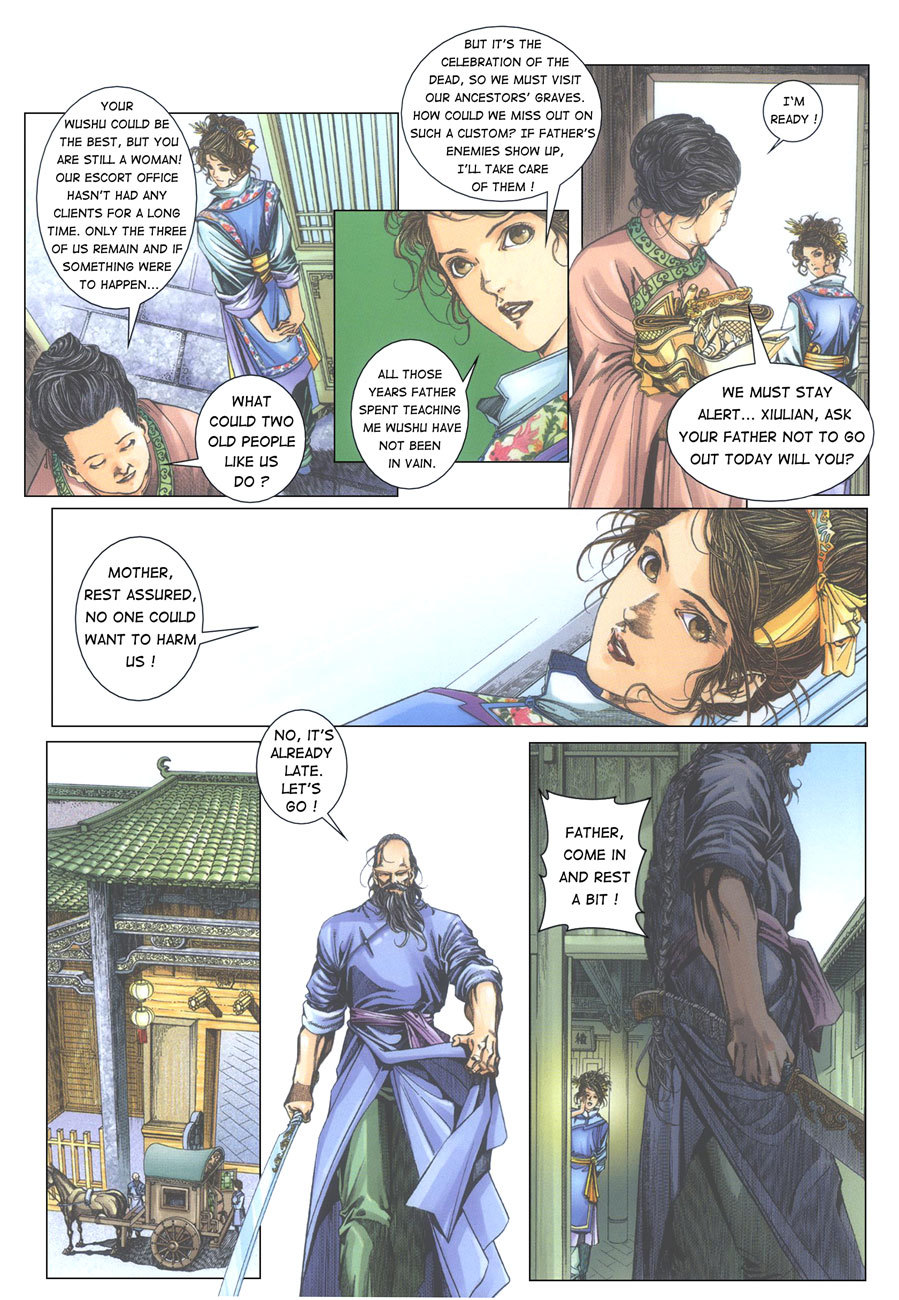 YOUR
WUSHU COULD BE
THE BEST, BUT YOU
ARE STILL A WOMAN!
OUR ESCORT OFFICE
HASN'T HAD ANY
CLIENTS FOR A LONG
TIME. ONLY THE THREE
OF US REMAIN AND IF
SOMETHING WERE
TO HAPPEN...
WHAT
COULD TWO
OLD PEOPLE
LIKE US
DO ?
BUT IT'S THE
CELEBRATION OF THE
DEAD, SO WE MUST VISIT
OUR ANCESTORS' GRAVES.
HOW COULD WE MISS OUT ON
SUCH A CUSTOM? IF FATHER'S
ENEMIES SHOW UP,
I'LL TAKE CARE
OF THEM !
ALL THOSE
YEARS FATHER
SPENT TEACHING
ME WUSHU HAVE
NOT BEEN
IN VAIN.
I'M
READY !
WE MUST STAY
ALERT... XIULIAN, ASK
YOUR FATHER NOT TO GO
OUT TODAY WILL YOU?
MOTHER,
REST ASSURED,
NO ONE COULD
WANT TO HARM
US !
NO, IT'S
ALREADY
LATE.
LET'S
GO !
FATHER,
COME IN
AND REST
A BIT !